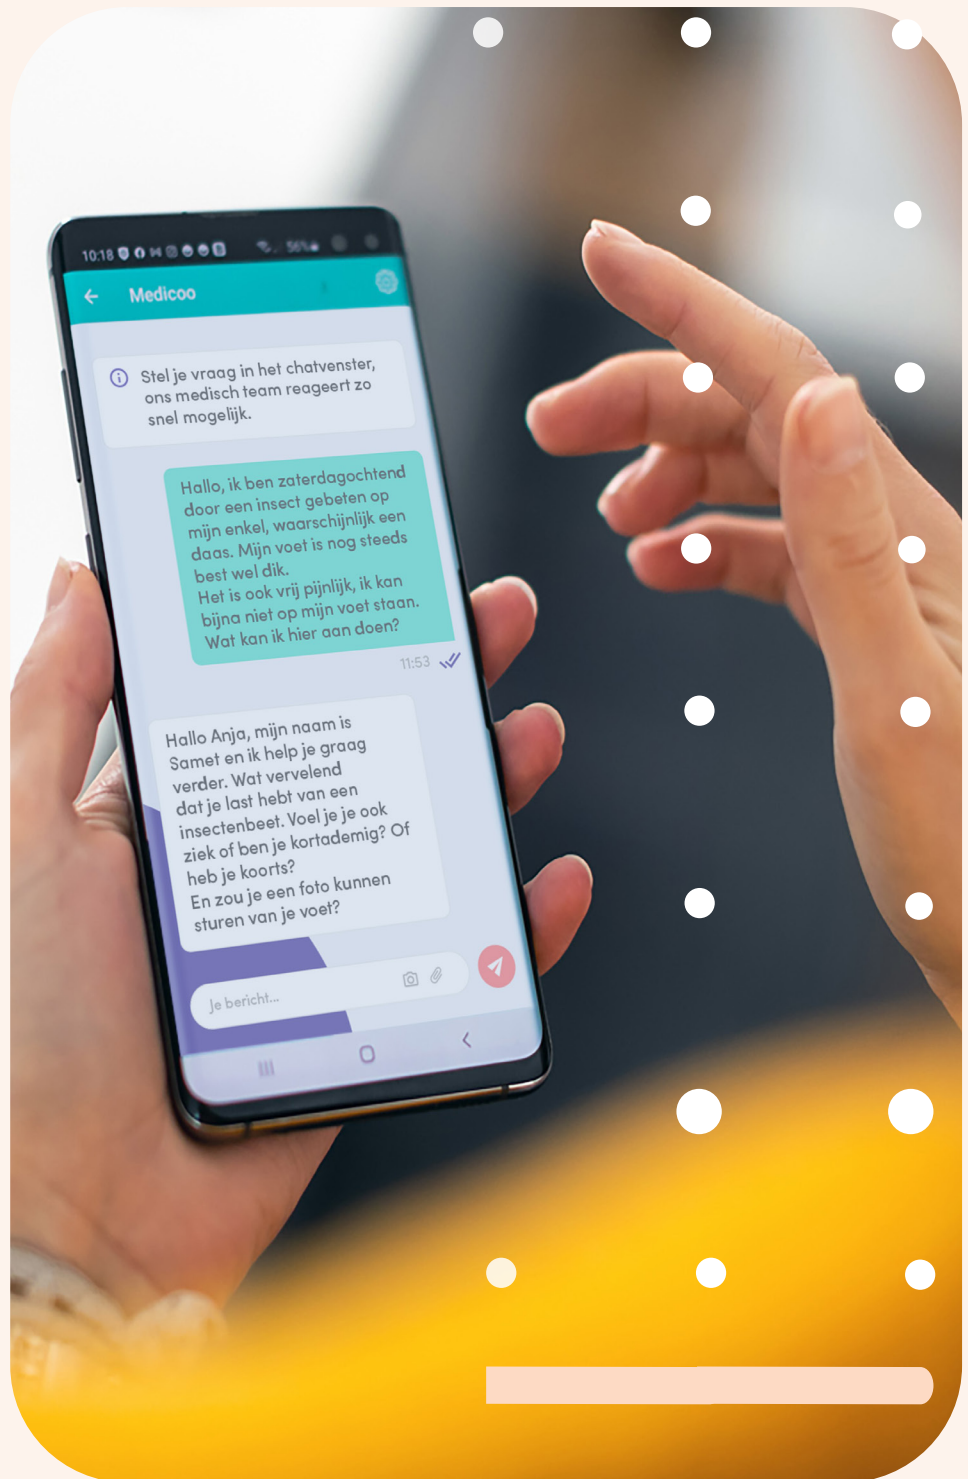 10:18
56%
Medicoo
Stel je vraag in het chatvenster,
ons medisch team reageert zo
snel mogelijk.
Hallo, ik ben zaterdagochtend
door een insect gebeten op
mijn enkel, waarschijnlijk een
daas. Mijn voet is nog steeds
best wel dik.
Het is ook vrij pijnlijk, ik kan
bijna niet op mijn voet staan.
Wat kan ik hier aan doen?
11:53
Hallo Anja, mijn naam is
Samet en ik help je graag
verder. Wat vervelend
dat je last hebt van een
insectenbeet. Voel je je ook
ziek of ben je kortademig? Of
heb je koorts?
En zou je een foto kunnen
sturen van je voet?
Je bericht...